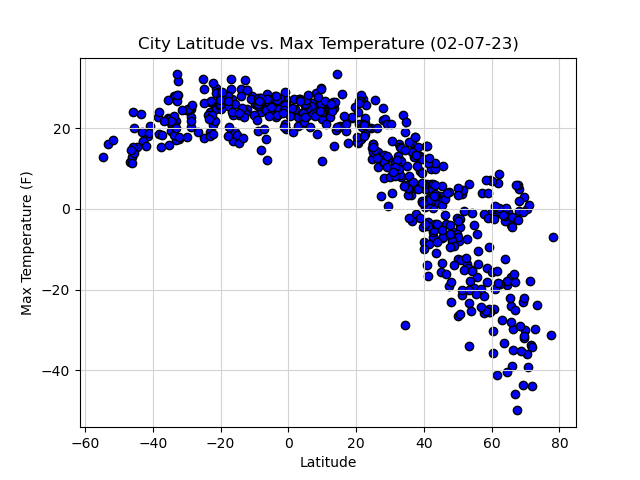 City Latitude vs. Max Temperature (02-07-23)
Max Temperature (F)
20
0
−20
−40
−60 −40 −20 0 20 40 60 80
Latitude